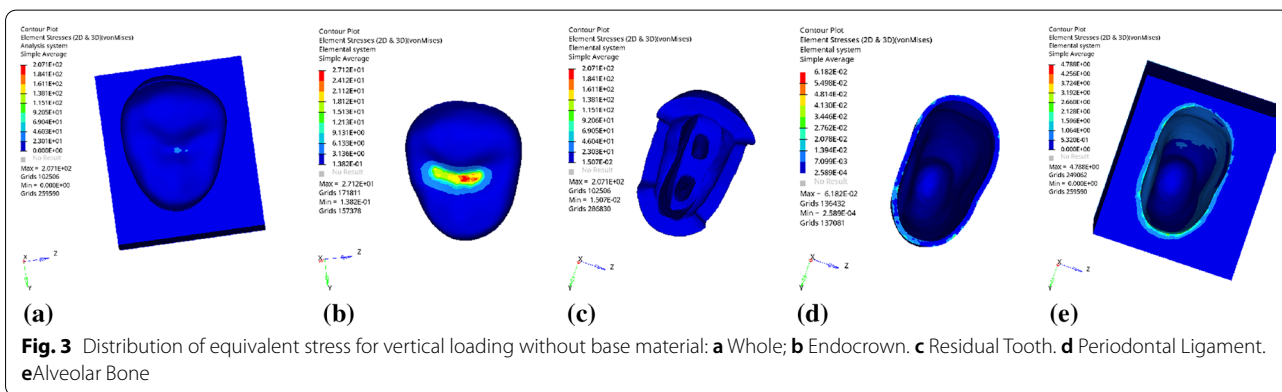 Contour Plot
Element Stresses (2D & 3D)(vonMises)
Analysis system
Simple Average
2.071E+02
1.841E+02
1.611E+02
1.381E+02
1.151E+02
9.205E+01
6.904E+01
4.603E+01
2.301E+01
0.000E+00
No Result
Max = 2.071E+02
Grids 102506
Min = 0.000E+00
Grids 259590
X
Z
Y
(a)
Contour Plot
Element Stresses (2D & 3D)(vonMises)
Elemental system
Simple Average
2.712E+01
2.412E+01
2.112E+01
1.812E+01
1.513E+01
1.213E+01
9.131E+00
6.133E+00
3.136E+00
1.382E-01
No Result
Max = 2.712E+01
Grids 171811
Min = 1.382E-01
Grids 157378
X
Z
Y
(b)
Contour Plot
Element Stresses (2D & 3D)(vonMises)
Elemental system
Simple Average
2.071E+02
1.841E+02
1.611E+02
1.381E+02
1.151E+02
9.206E+01
6.905E+01
4.604E+01
2.303E+01
1.507E-02
No Result
Max = 2.071E+02
Grids 102506
Min = 1.507E-02
Grids 286830
X
Z
Y
(c)
Contour Plot
Element Stresses (2D & 3D)(vonMises)
Elemental system
Simple Average
6.182E-02
5.498E-02
4.814E-02
4.130E-02
3.446E-02
2.762E-02
2.078E-02
1.394E-02
7.099E-03
2.589E-04
No Result
Max = 6.182E-02
Grids 136432
Min = 2.589E-04
Grids 137081
X
Z
Y
(d)
Contour Plot
Element Stresses (2D & 3D)(vonMises)
Elemental system
Simple Average
4.788E+00
4.256E+00
3.724E+00
3.192E+00
2.660E+00
2.128E+00
1.596E+00
1.064E+00
5.320E-01
0.000E+00
No Result
Max = 4.788E+00
Grids 249062
Min = 0.000E+00
Grids 259590
X
Z
Y
(e)
Fig. 3 Distribution of equivalent stress for vertical loading without base material: a Whole; b Endocrown. c Residual Tooth. d Periodontal Ligament.
eAlveolar Bone